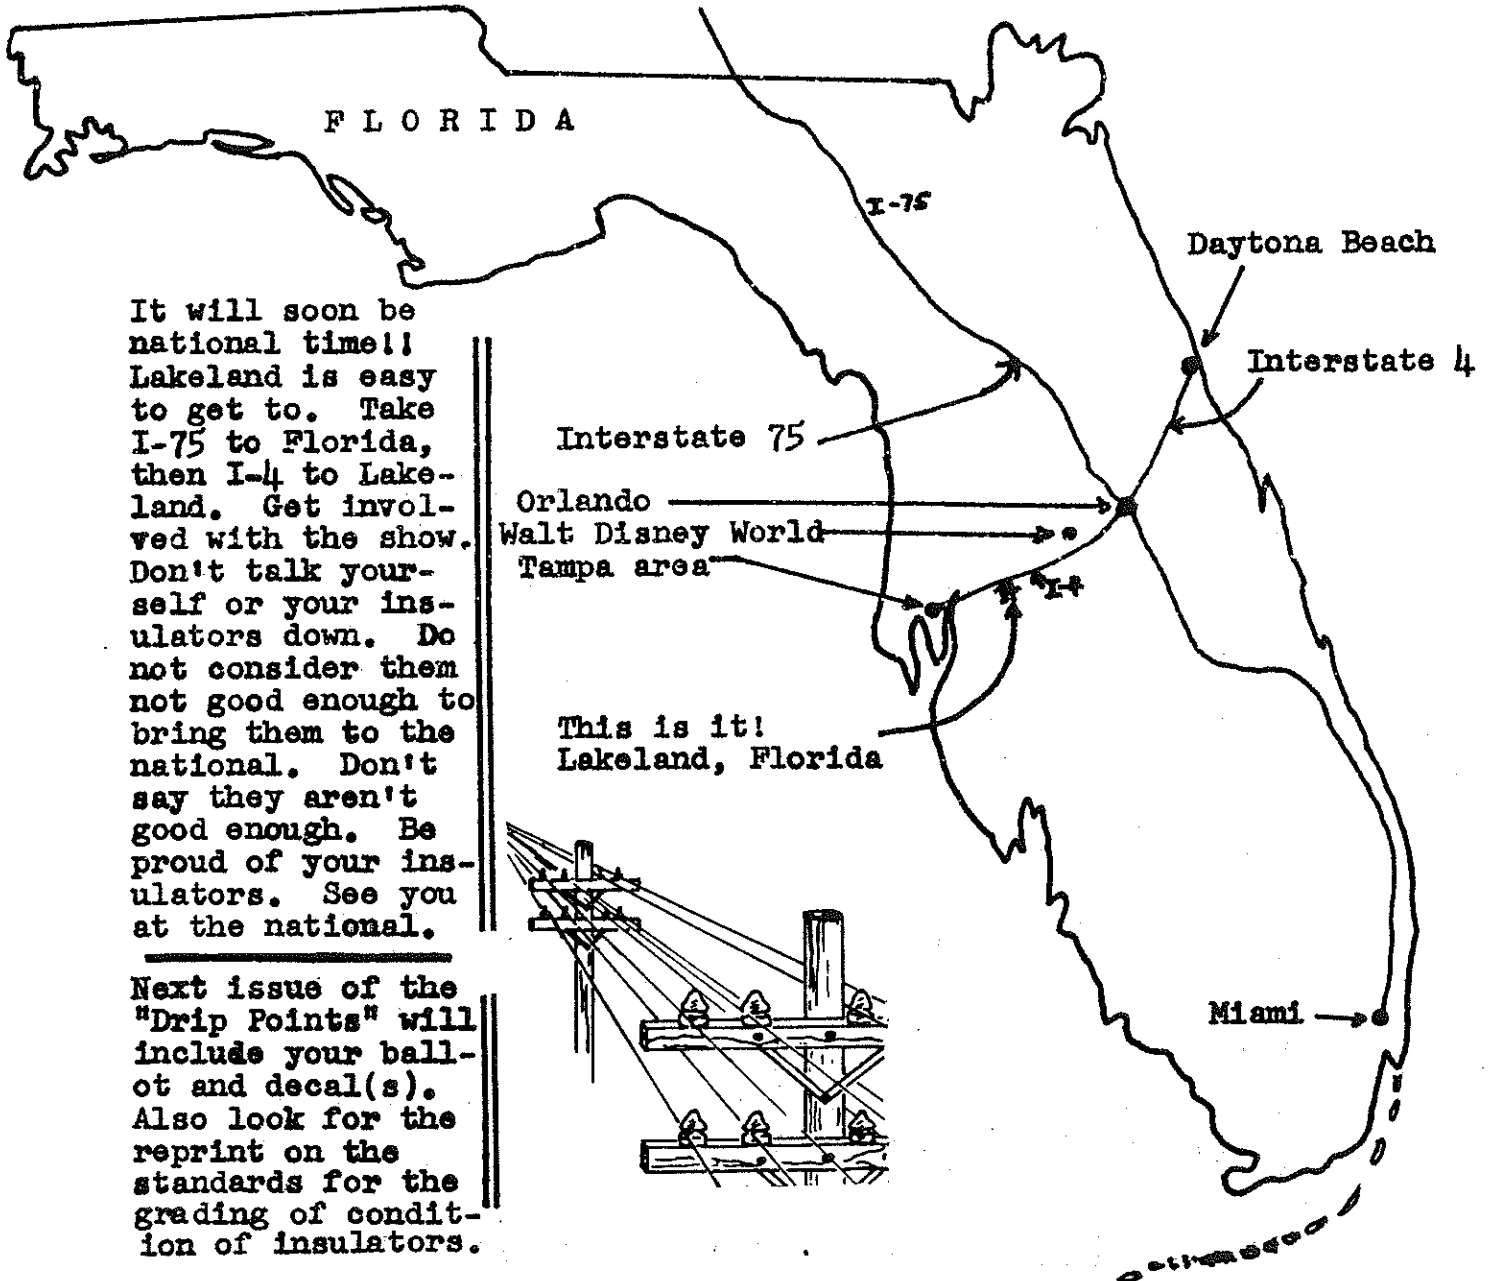 F L O R I D A
I-75
Daytona Beach
Interstate 4
Interstate 75
Orlando
Walt Disney World
Tampa area
I-4
This is it!
Lakeland, Florida
Miami
It will soon be
national time!!
Lakeland is easy
to get to. Take
I-75 to Florida,
then I-4 to Lake-
land. Get invol-
ved with the show.
Don't talk your-
self or your ins-
ulators down. Do
not consider them
not good enough to
bring them to the
national. Don't
say they aren't
good enough. Be
proud of your ins-
ulators. See you
at the national.
Next issue of the
"Drip Points" will
include your ball-
ot and decal(s).
Also look for the
reprint on the
standards for the
grading of condit-
ion of insulators.